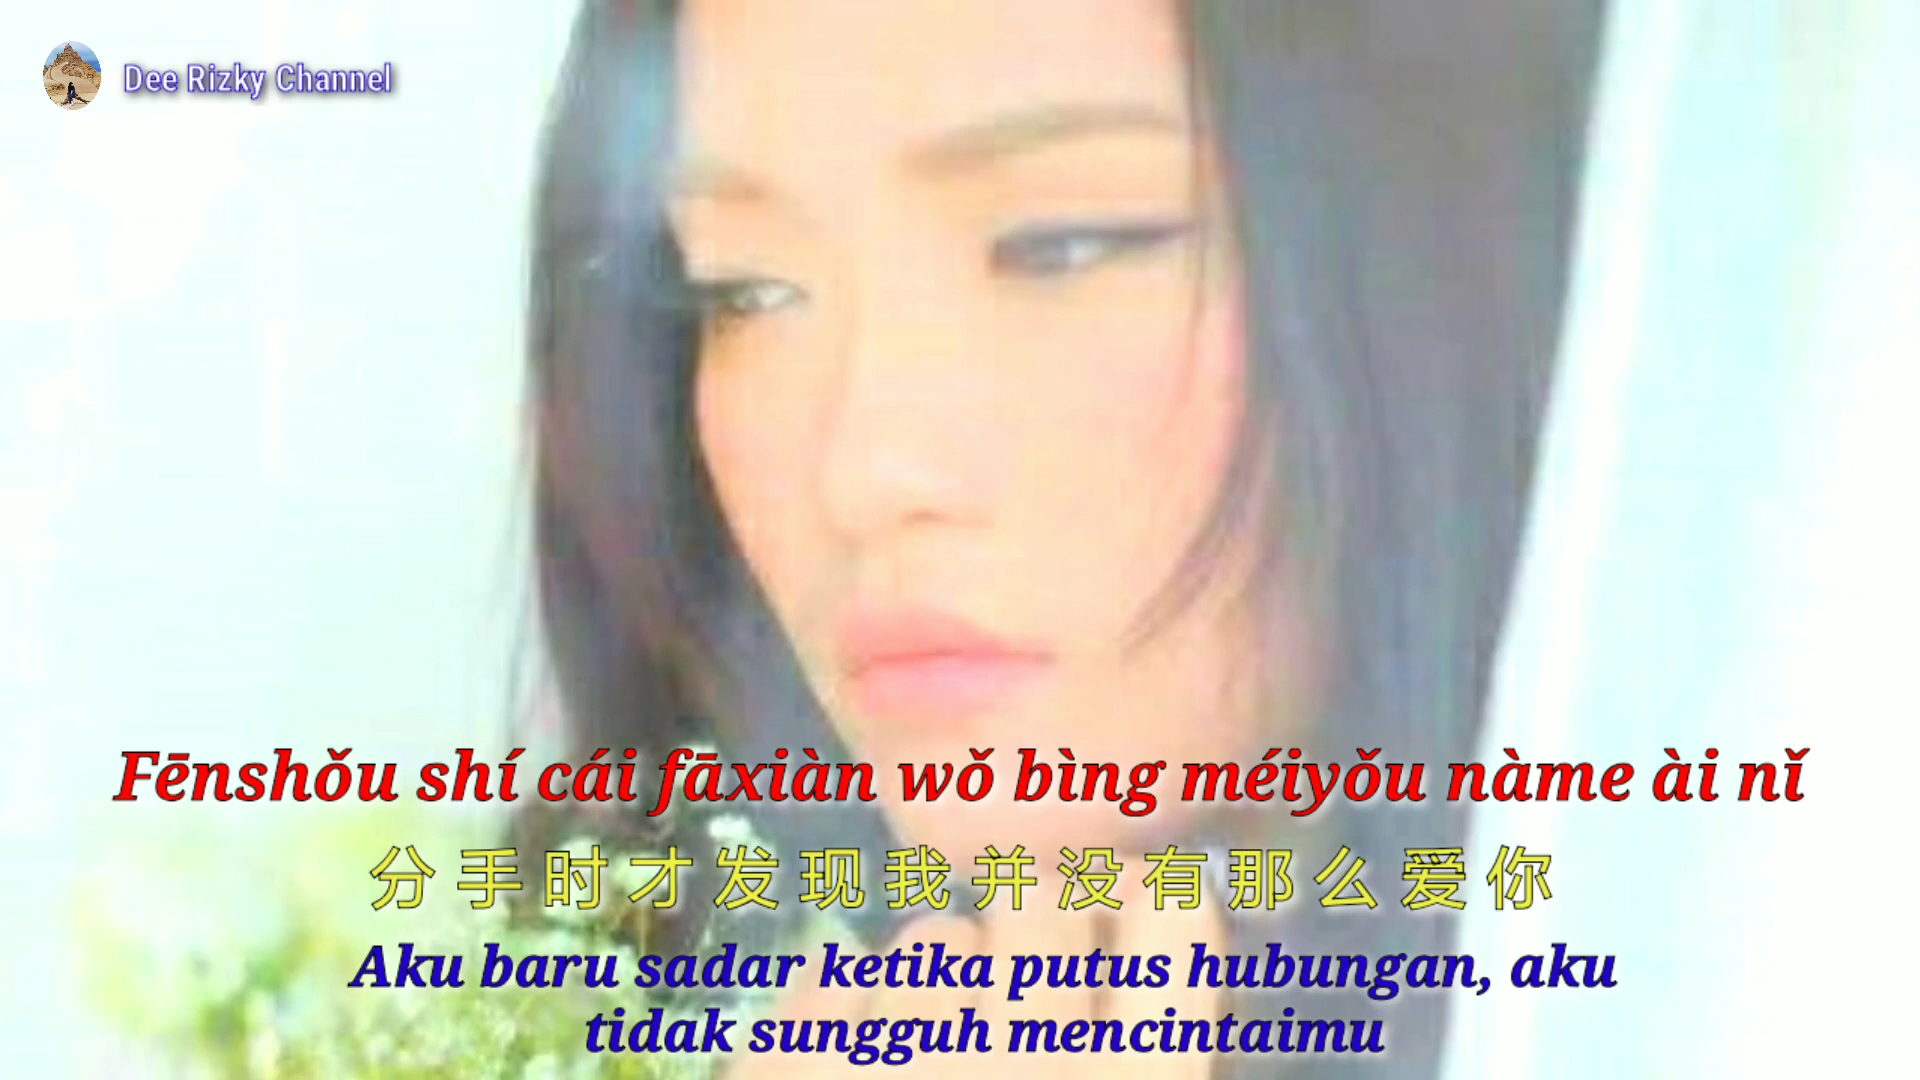 Dee Rizky Channel
Fēnshǒu shí cái fāxiàn wǒ bìng méiyǒu nàme ài nǐ
分手时才发现我并没有那么爱你
Aku baru sadar ketika putus hubungan, aku
tidak sungguh mencintaimu